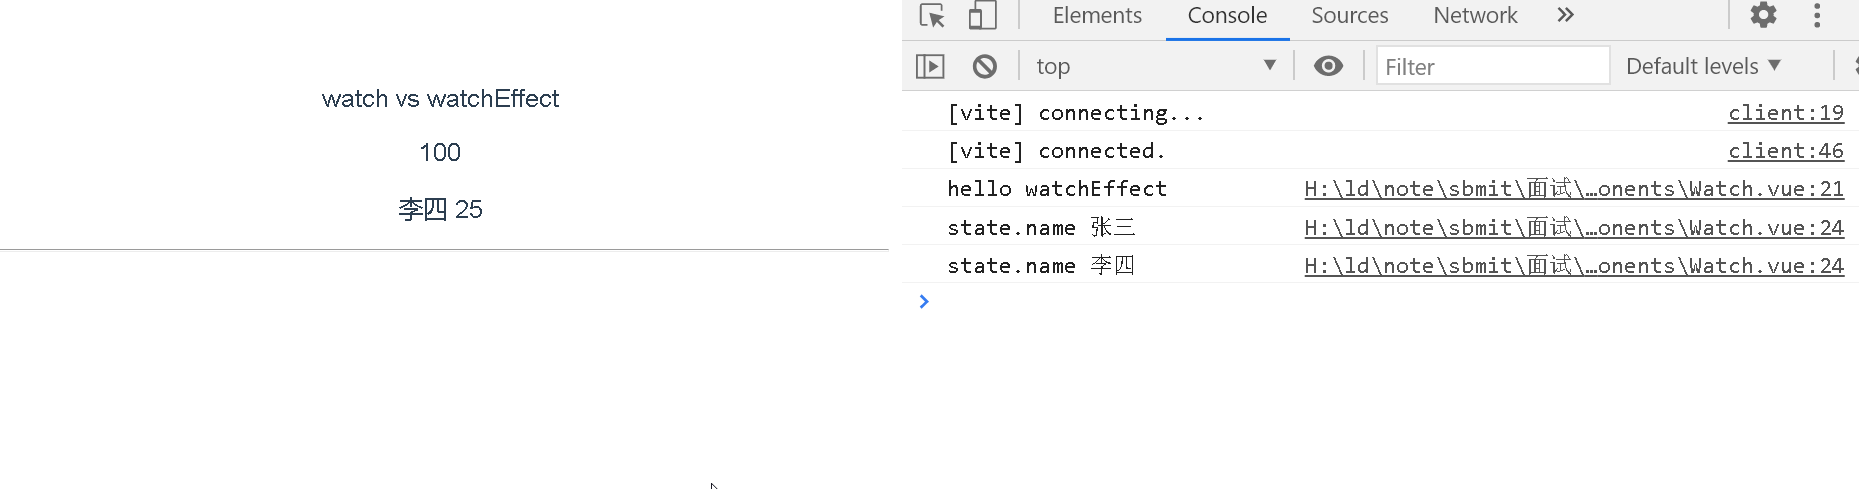 watch vs watchEffect
100
李四 25
Elements Console Sources Network
top Filter Default levels
[vite] connecting... client:19
[vite] connected. client:46
hello watchEffect H:\ld\note\sbmit\面试\…onents\Watch.vue:21
state.name 张三 H:\ld\note\sbmit\面试\…onents\Watch.vue:24
state.name 李四 H:\ld\note\sbmit\面试\…onents\Watch.vue:24